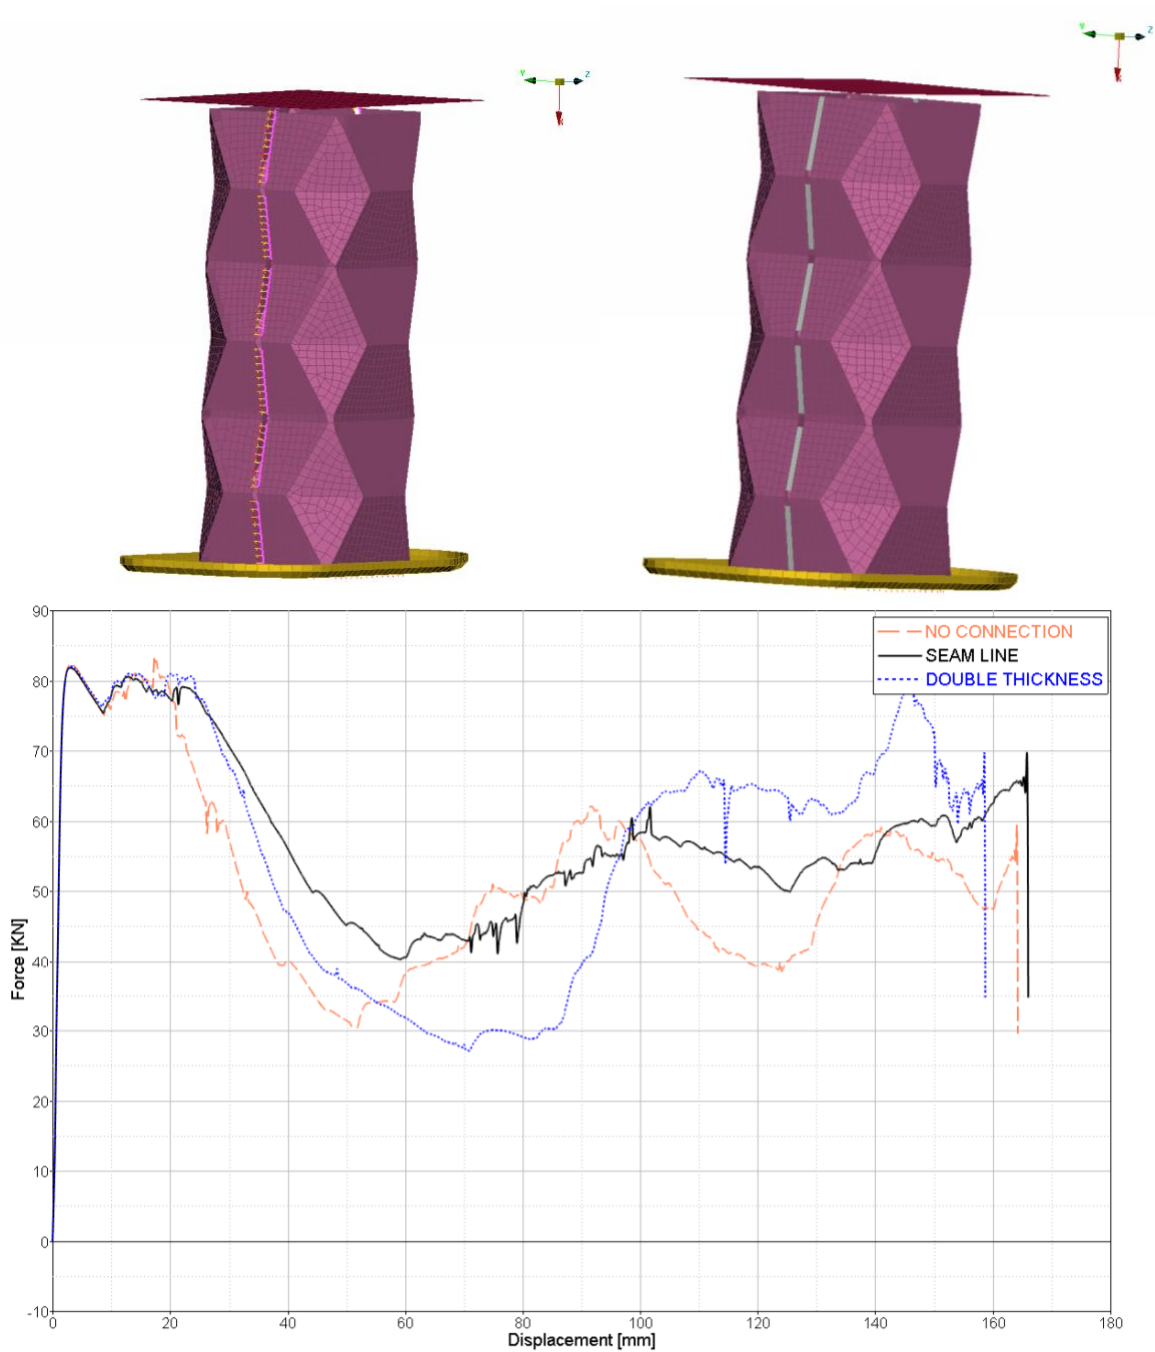 Y
Z
X
Y
Z
X
NO CONNECTION
SEAM LINE
DOUBLE THICKNESS
90
80
70
60
50
40
30
20
10
0
-10
Force [KN]
0 20 40 60 80 100 120 140 160 180
Displacement [mm]